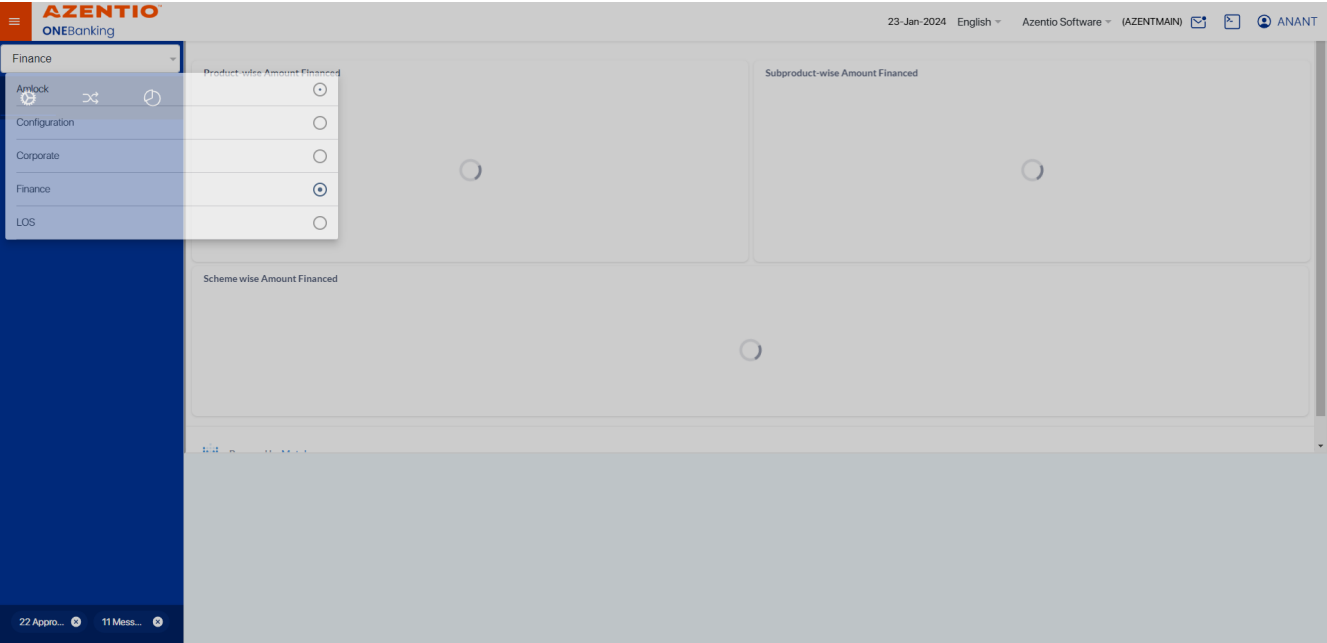 AZENTIO
ONEBanking
23-Jan-2024 English Azentio Software (AZENTMAIN) ANANT
Finance
Product-wise Amount Financed
Subproduct-wise Amount Financed
Amlock
Configuration
Corporate
Finance
LOS
Scheme wise Amount Financed
22 Appro...
11 Mess...